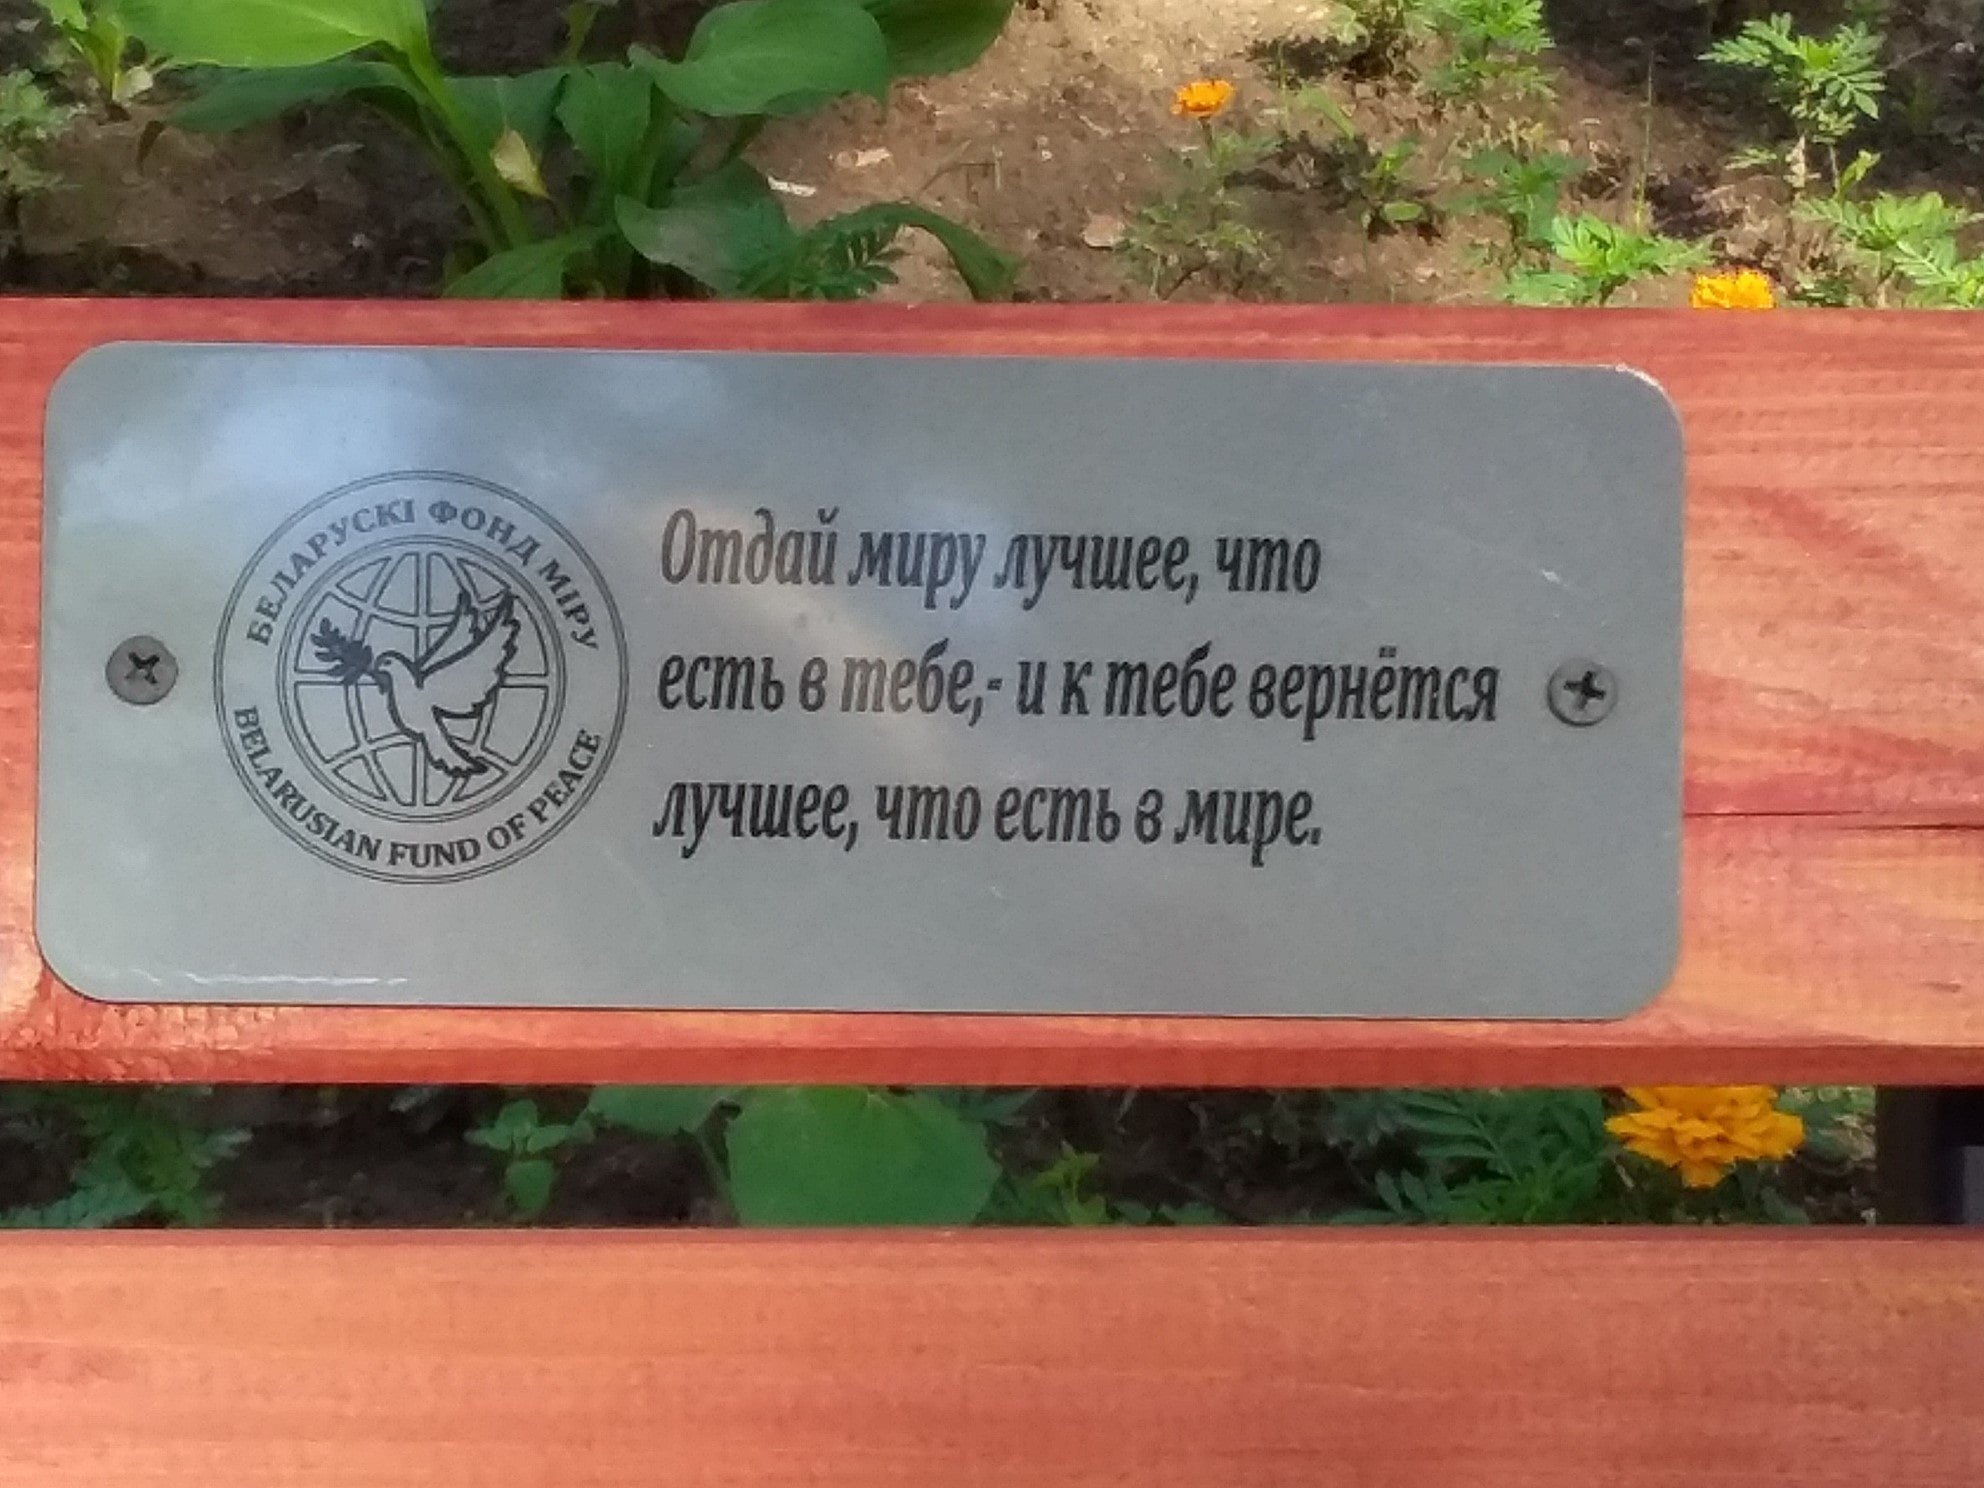 БЕЛАРУСКІ ФОНД МІРУ
BELARUSIAN FUND OF PEACE
Отдай миру лучшее, что
есть в тебе,- и к тебе вернётся
лучшее, что есть в мире.